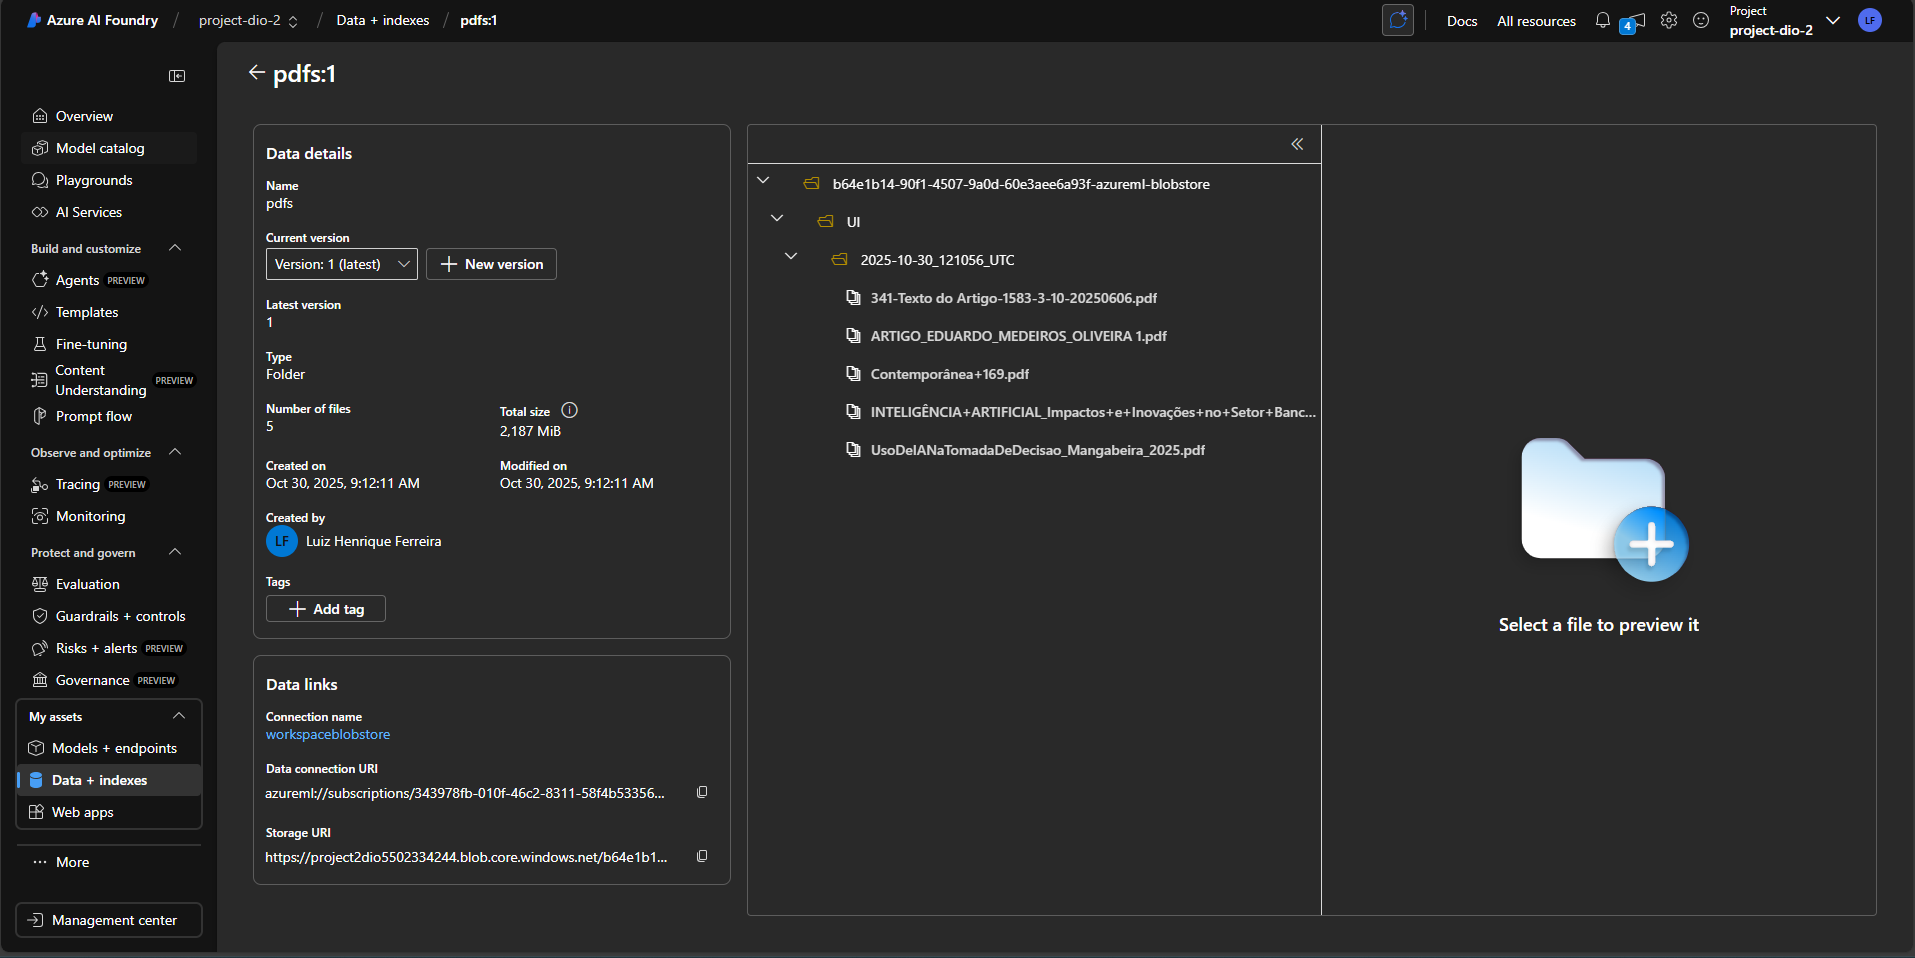 Azure AI Foundry / project-dio-2 / Data + indexes / pdfs:1
Docs
All resources
4
Project
project-dio-2
LF
pdfs:1
Overview
Model catalog
Playgrounds
AI Services
Build and customize
Agents PREVIEW
Templates
Fine-tuning
Content
Understanding PREVIEW
Prompt flow
Observe and optimize
Tracing PREVIEW
Monitoring
Protect and govern
Evaluation
Guardrails + controls
Risks + alerts PREVIEW
Governance PREVIEW
My assets
Models + endpoints
Data + indexes
Web apps
More
Management center
Data details
Name
pdfs
Current version
Version: 1 (latest)
New version
Latest version
1
Type
Folder
Number of files
5
Total size
2,187 MiB
Created on
Oct 30, 2025, 9:12:11 AM
Modified on
Oct 30, 2025, 9:12:11 AM
Created by
LF Luiz Henrique Ferreira
Tags
Add tag
Data links
Connection name
workspaceblobstore
Data connection URI
azureml://subscriptions/343978fb-010f-46c2-8311-58f4b53356...
Storage URI
https://project2dio5502334244.blob.core.windows.net/b64e1b1...
b64e1b14-90f1-4507-9a0d-60e3aee6a93f-azureml-blobstore
UI
2025-10-30_121056_UTC
341-Texto do Artigo-1583-3-10-20250606.pdf
ARTIGO_EDUARDO_MEDEIROS_OLIVEIRA 1.pdf
Contemporânea+169.pdf
INTELIGÊNCIA+ARTIFICIAL_Impactos+e+Inovações+no+Setor+Banc...
UsoDeIANaTomadaDeDecisao_Mangabeira_2025.pdf
Select a file to preview it